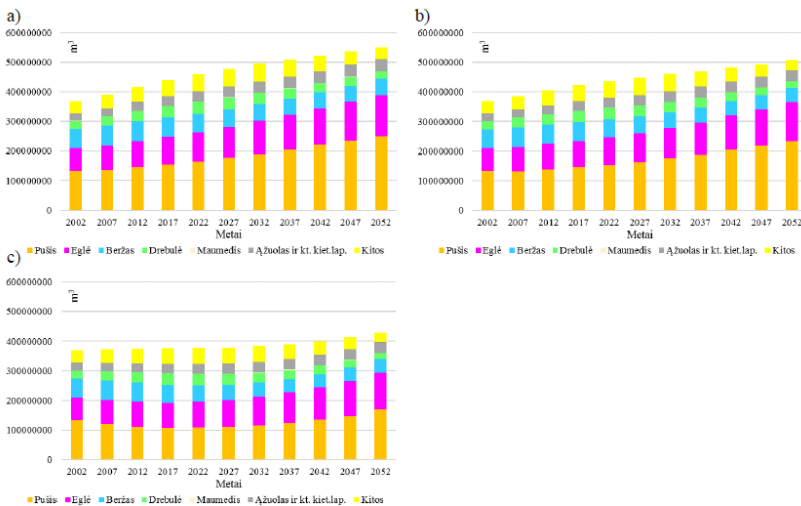 a)
m³
600000000
500000000
400000000
300000000
200000000
100000000
0
2002 2007 2012 2017 2022 2027 2032 2037 2042 2047 2052
Metai
Pušis Eglė Beržas Drebulė Maumedis Ąžuolas ir kt. kiet.lap. Kitos
b)
m³
600000000
500000000
400000000
300000000
200000000
100000000
0
2002 2007 2012 2017 2022 2027 2032 2037 2042 2047 2052
Metai
Pušis Eglė Beržas Drebulė Maumedis Ąžuolas ir kt. kiet.lap. Kitos
c)
m³
600000000
500000000
400000000
300000000
200000000
100000000
0
2002 2007 2012 2017 2022 2027 2032 2037 2042 2047 2052
Metai
Pušis Eglė Beržas Drebulė Maumedis Ąžuolas ir kt. kiet.lap. Kitos